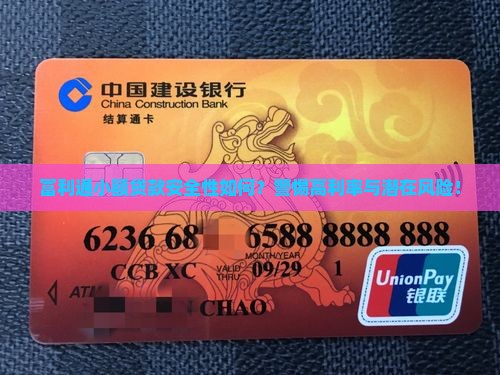 中国建设银行
China Construction Bank
结算通卡
富利通小额贷款安全性如何？警惕高利率与潜在风险！
6236 68 6588 8888 888
MONTH/YEAR
CCB XC VALID THRU 09/29 1
ATM
CHAO
UnionPay
银联